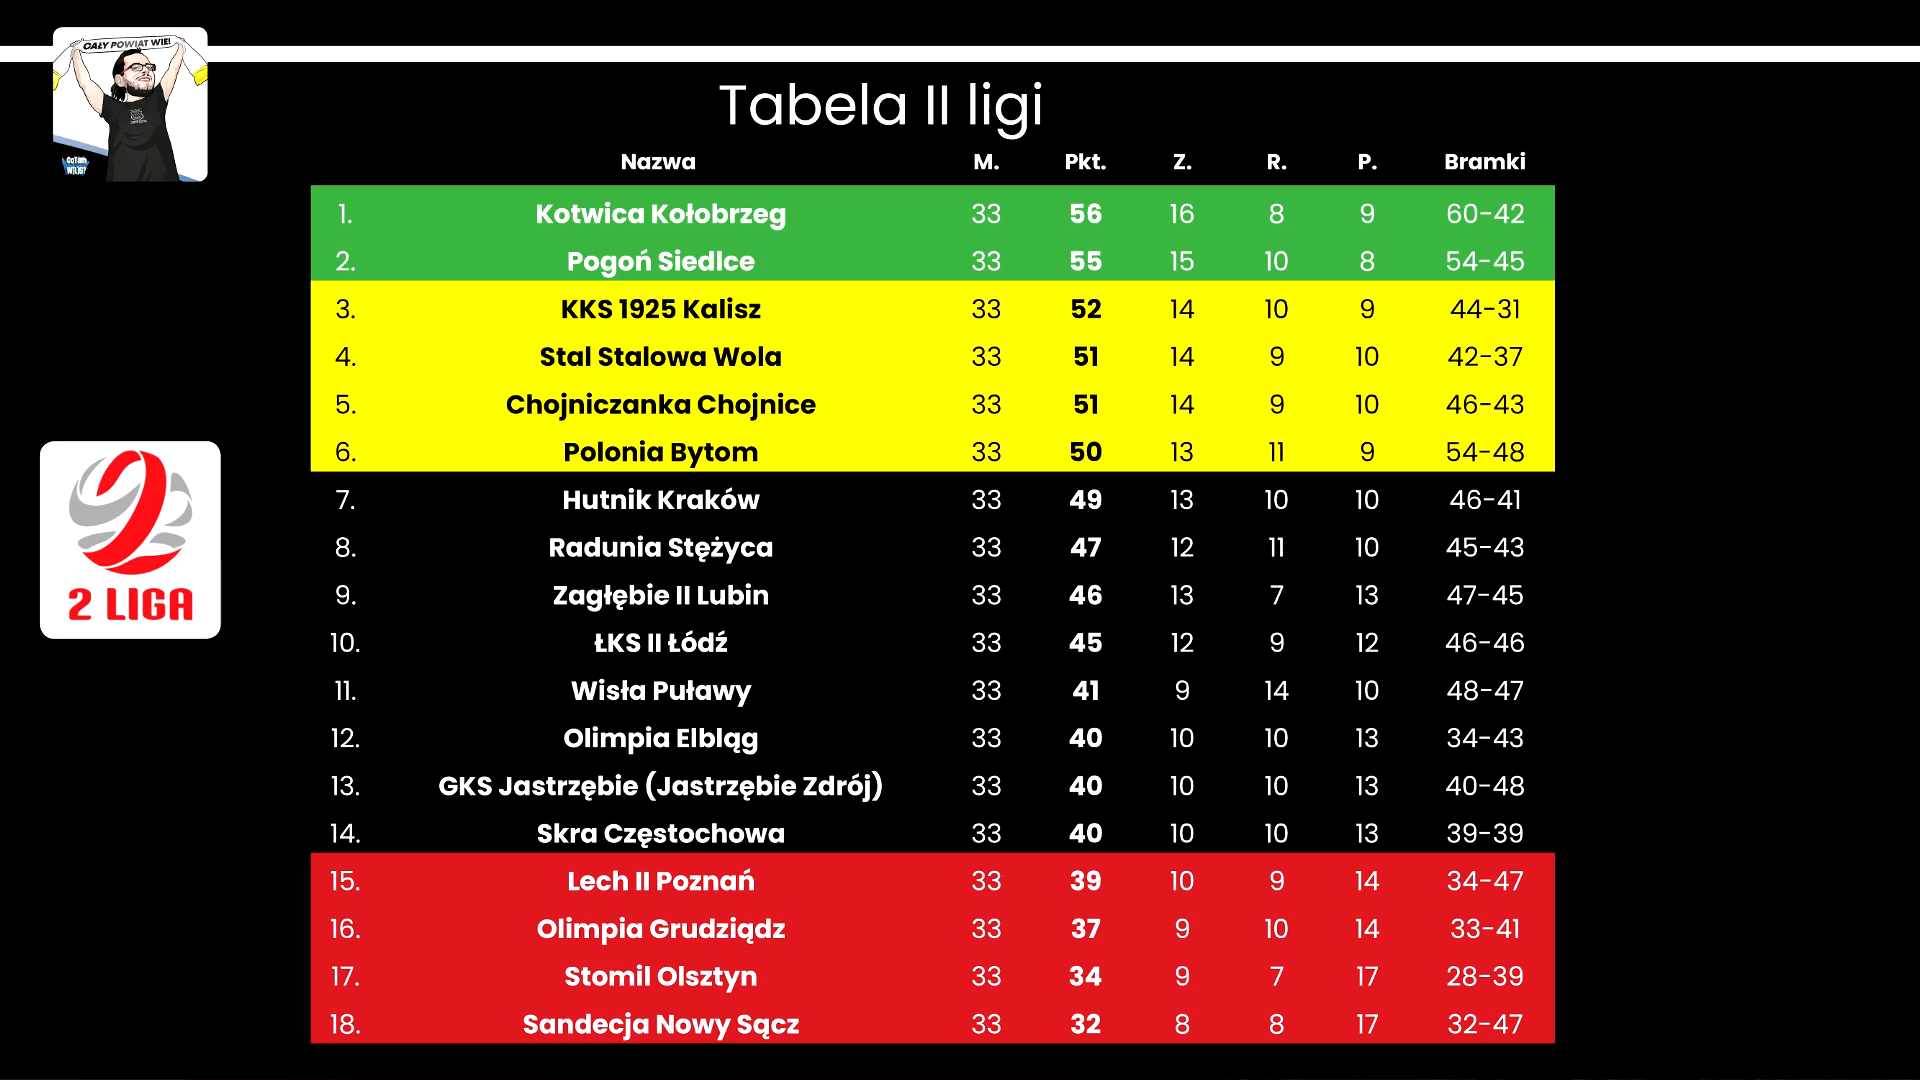 CAŁY POWIAT WIE!
Tabela II ligi
Nazwa M. Pkt. Z. R. P. Bramki
1. Kotwica Kołobrzeg 33 56 16 8 9 60-42
2. Pogoń Siedlce 33 55 15 10 8 54-45
3. KKS 1925 Kalisz 33 52 14 10 9 44-31
4. Stal Stalowa Wola 33 51 14 9 10 42-37
5. Chojniczanka Chojnice 33 51 14 9 10 46-43
6. Polonia Bytom 33 50 13 11 9 54-48
7. Hutnik Kraków 33 49 13 10 10 46-41
8. Radunia Stężyca 33 47 12 11 10 45-43
9. Zagłębie II Lubin 33 46 13 7 13 47-45
10. ŁKS II Łódź 33 45 12 9 12 46-46
11. Wisła Puławy 33 41 9 14 10 48-47
12. Olimpia Elbląg 33 40 10 10 13 34-43
13. GKS Jastrzębie (Jastrzębie Zdrój) 33 40 10 10 13 40-48
14. Skra Częstochowa 33 40 10 10 13 39-39
15. Lech II Poznań 33 39 10 9 14 34-47
16. Olimpia Grudziądz 33 37 9 10 14 33-41
17. Stomil Olsztyn 33 34 9 7 17 28-39
18. Sandecja Nowy Sącz 33 32 8 8 17 32-47
2 LIGA